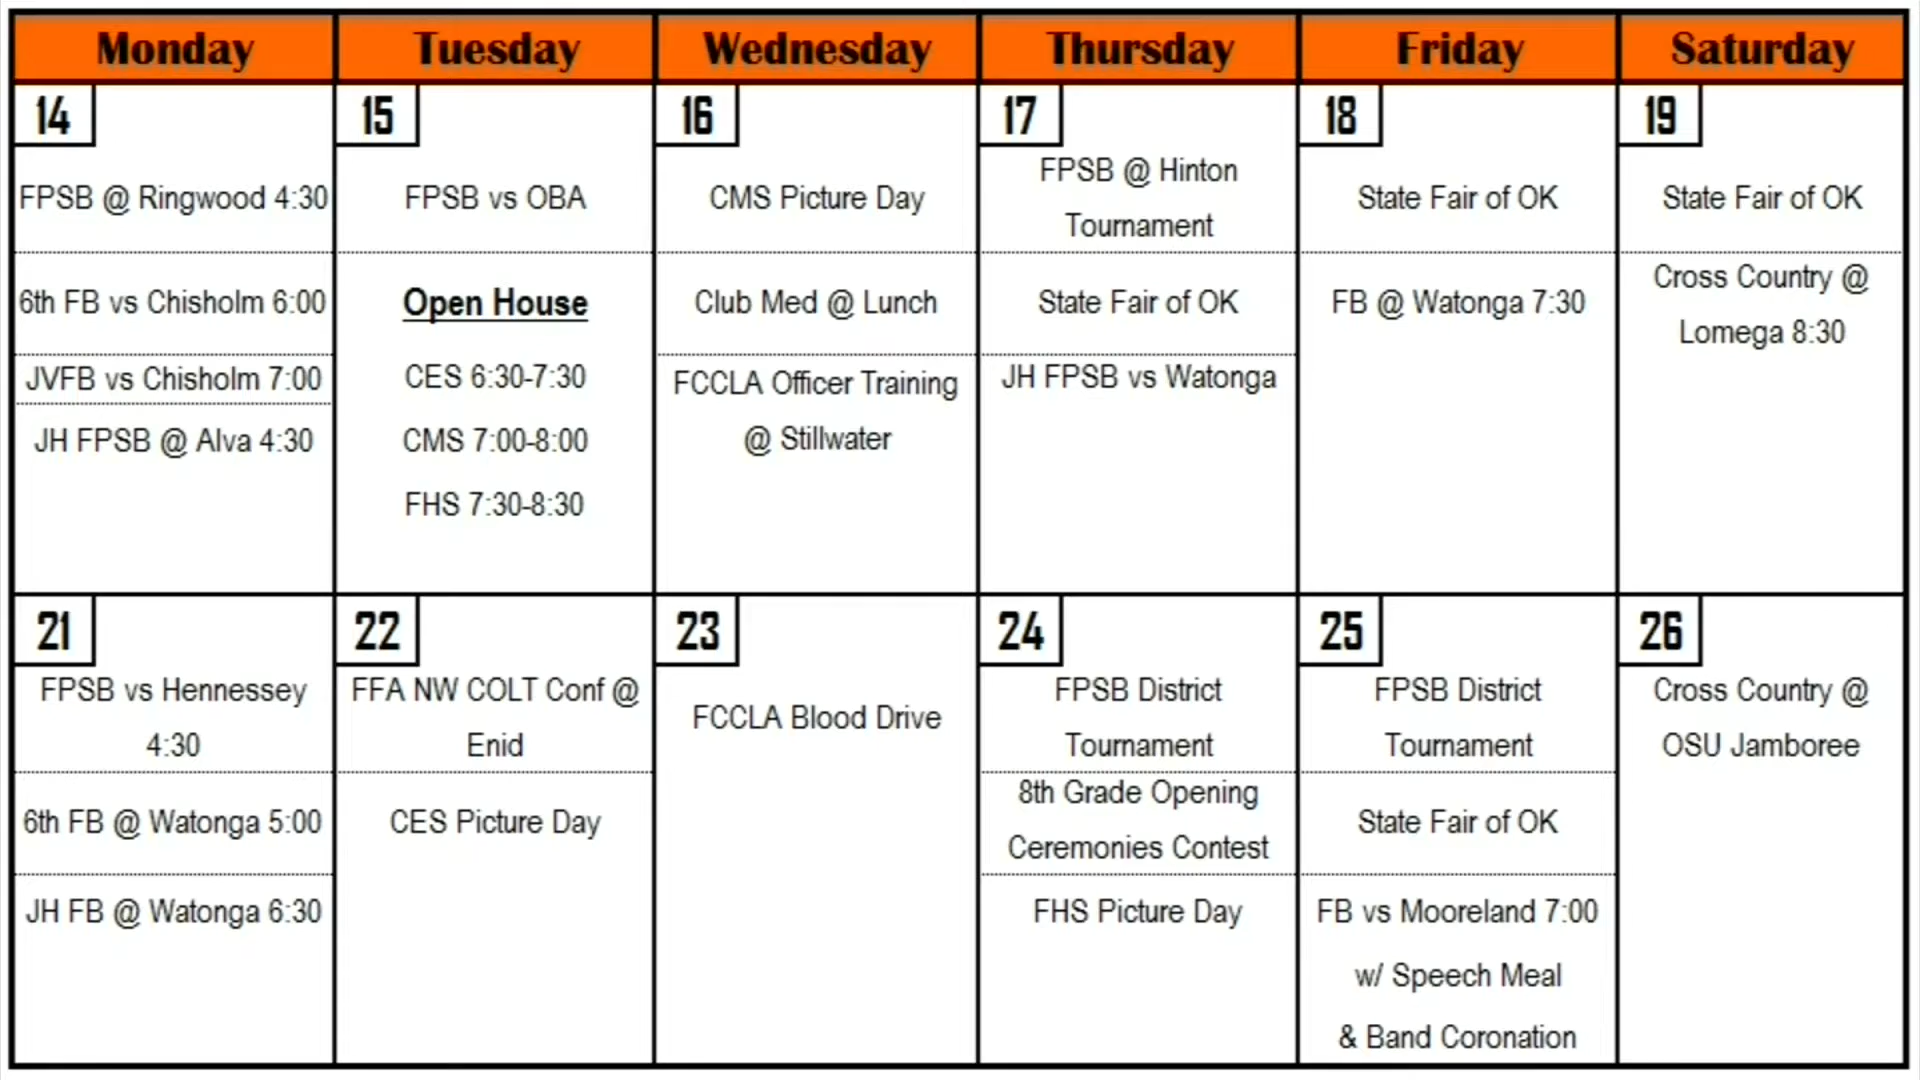 Monday
Tuesday
Wednesday
Thursday
Friday
Saturday
14
FPSB @ Ringwood 4:30
6th FB vs Chisholm 6:00
JVFB vs Chisholm 7:00
JH FPSB @ Alva 4:30
15
FPSB vs OBA
Open House
CES 6:30-7:30
CMS 7:00-8:00
FHS 7:30-8:30
16
CMS Picture Day
Club Med @ Lunch
FCCLA Officer Training
@ Stillwater
17
FPSB @ Hinton
Tournament
State Fair of OK
JH FPSB vs Watonga
18
State Fair of OK
FB @ Watonga 7:30
19
State Fair of OK
Cross Country @
Lomega 8:30
21
FPSB vs Hennessey
4:30
6th FB @ Watonga 5:00
JH FB @ Watonga 6:30
22
FFA NW COLT Conf @
Enid
CES Picture Day
23
FCCLA Blood Drive
24
FPSB District
Tournament
8th Grade Opening
Ceremonies Contest
FHS Picture Day
25
FPSB District
Tournament
State Fair of OK
FB vs Mooreland 7:00
w/ Speech Meal
& Band Coronation
26
Cross Country @
OSU Jamboree